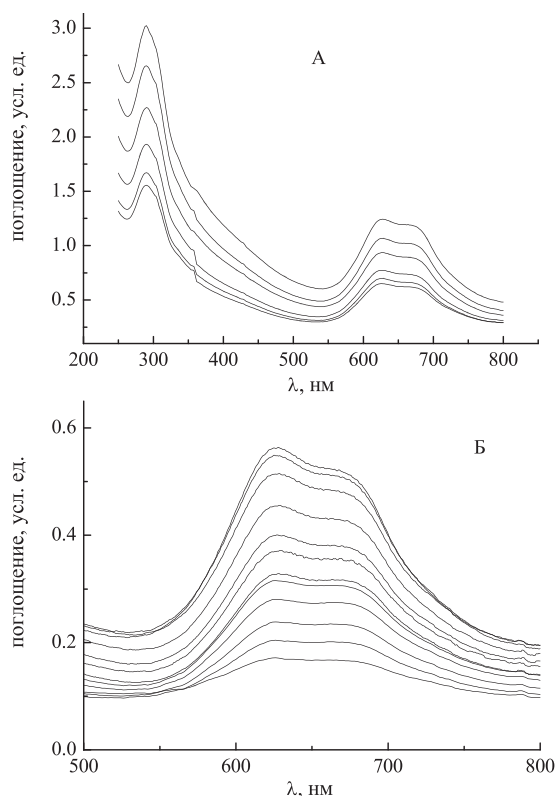 3.0
А
2.5
2.0
1.5
1.0
0.5
поглощение, усл. ед.
200 300 400 500 600 700 800
λ, нм
0.6
Б
0.4
0.2
0.0
поглощение, усл. ед.
500 600 700 800
λ, нм